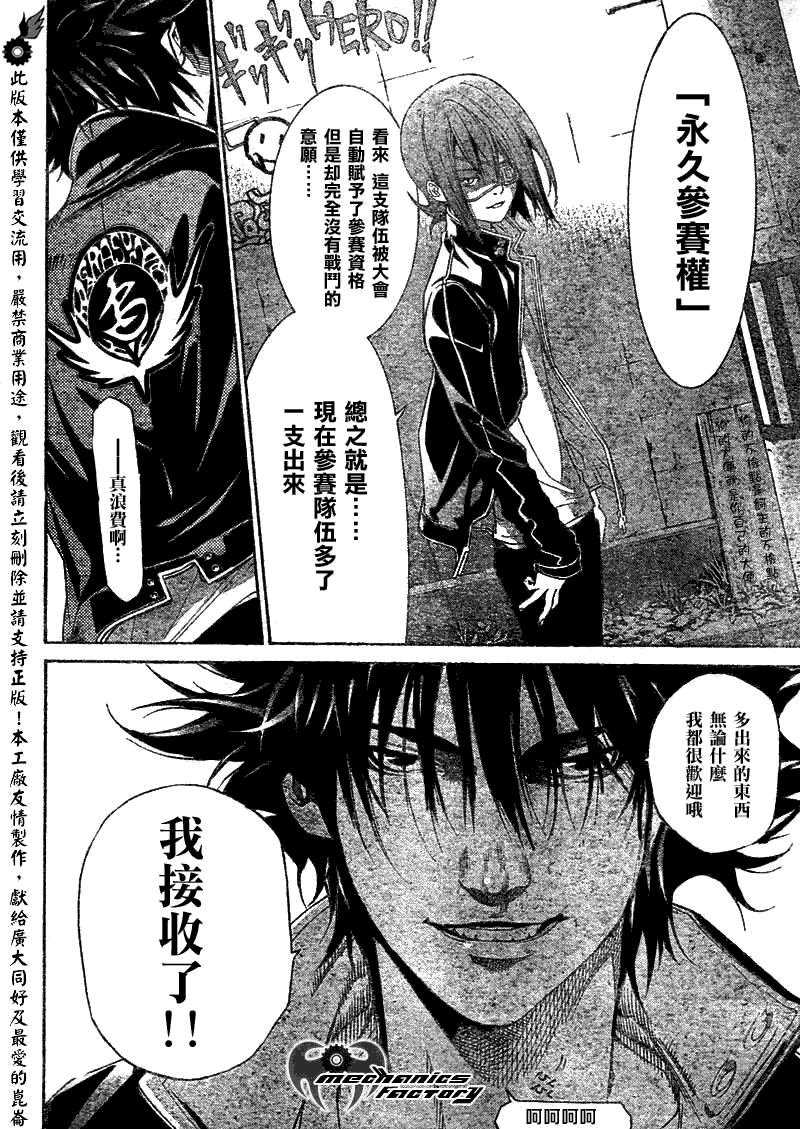 「永久參賽權」
看來 這支隊伍被大會
自動賦予了參賽資格
但是却完全沒有戰鬥的
意願……
總之就是……
現在參賽隊伍多了
一支出來
ギリギリ HERO!!
——真浪費啊…
多出來的東西
無論什麼
我都很歡迎哦
我接收了!!
呵呵呵呵
mechanics
factory
此版本僅供學習交流用，嚴禁商業用途，觀看後請立刻刪除並請支持正版！本工廠友情製作，獻給廣大同好及最愛的崑崙